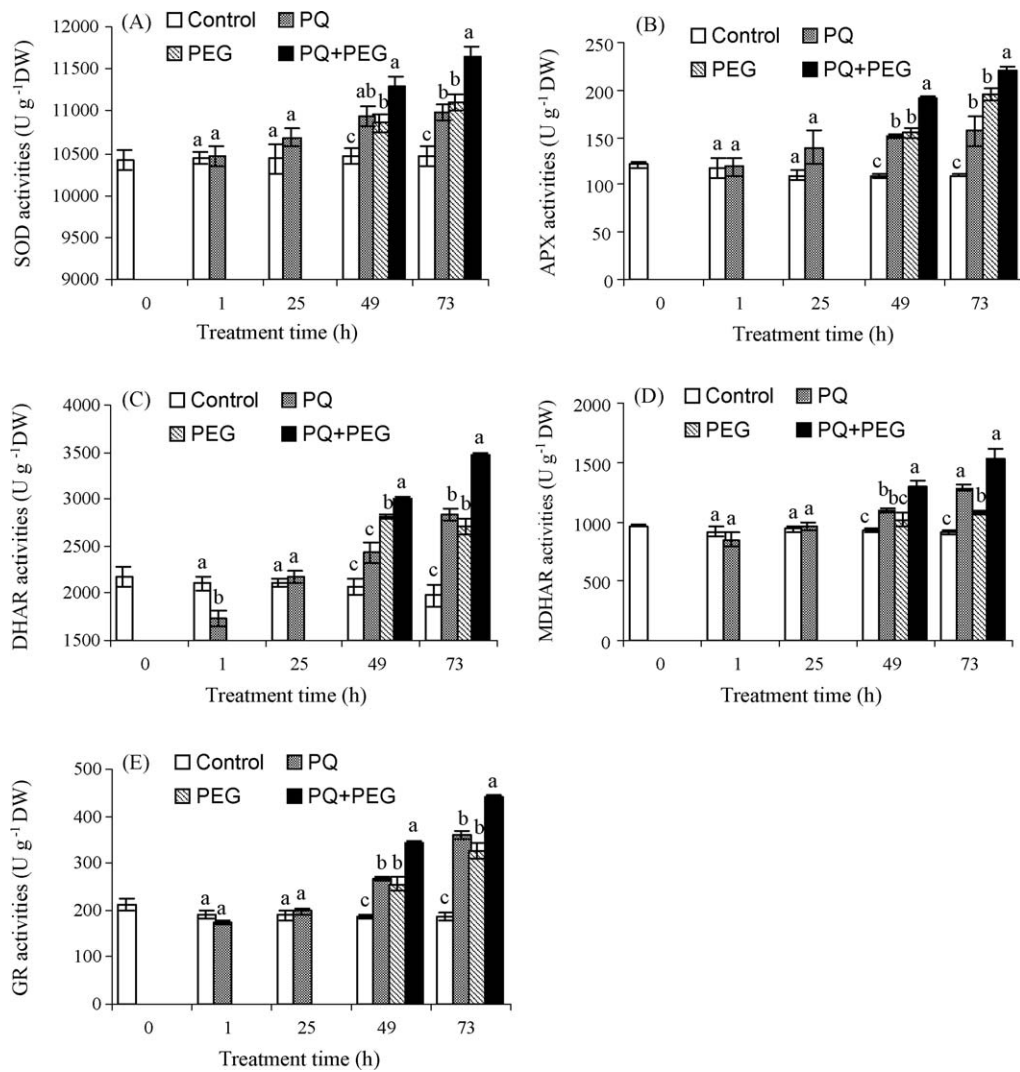 (A)
Control PQ
PEG PQ+PEG
SOD activities (U g -1DW)
12000
11500
11000
10500
10000
9500
9000
a a
a a
c ab b a
c b b a
0 1 25 49 73
Treatment time (h)
(B)
Control PQ
PEG PQ+PEG
APX activities (U g -1 DW)
250
200
150
100
50
0
a a
a a
c b b a
c b b a
0 1 25 49 73
Treatment time (h)
(C)
Control PQ
PEG PQ+PEG
DHAR activities (U g -1DW)
4000
3500
3000
2500
2000
1500
a b
a a
c c b a
c b b a
0 1 25 49 73
Treatment time (h)
(D)
Control PQ
PEG PQ+PEG
MDHAR activities (U g -1 DW)
2000
1500
1000
500
0
a a
a a
c b bc a
c a b a
0 1 25 49 73
Treatment time (h)
(E)
Control PQ
PEG PQ+PEG
GR activities (U g -1 DW)
500
400
300
200
100
0
a a
a a
c b b a
c b b a
0 1 25 49 73
Treatment time (h)